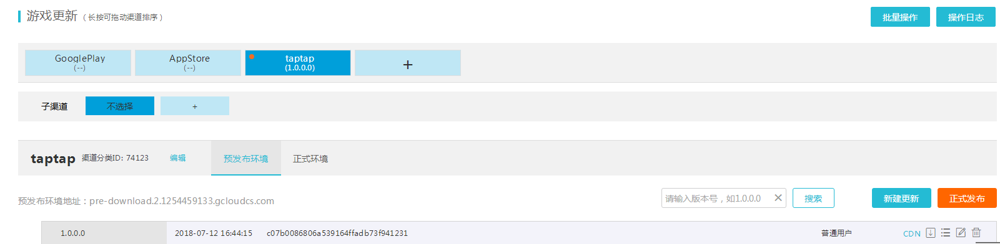 游戏更新（长按可拖动渠道排序）
批量操作 操作日志
GooglePlay AppStore taptap +
(--) (--) (1.0.0.0)
子渠道 不选择 +
taptap 渠道分类ID: 74123 编辑 预发布环境 正式环境
预发布环境地址：pre-download.2.1254459133.gcloudcs.com 请输入版本号，如1.0.0.0 搜索 新建更新 正式发布
1.0.0.0 2018-07-12 16:44:15 c07b0086806a539164ffadb73f941231 普通用户 CDN